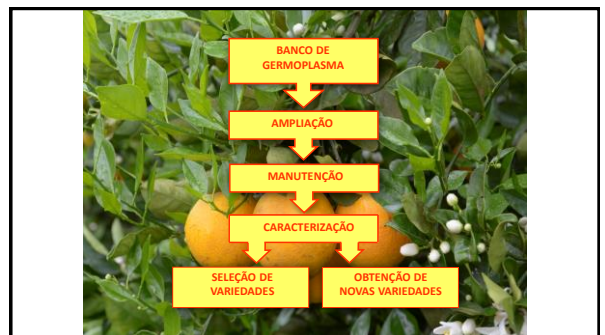 BANCO DE
GERMOPLASMA
AMPLIAÇÃO
MANUTENÇÃO
CARACTERIZAÇÃO
SELEÇÃO DE
VARIEDADES
OBTENÇÃO DE
NOVAS VARIEDADES